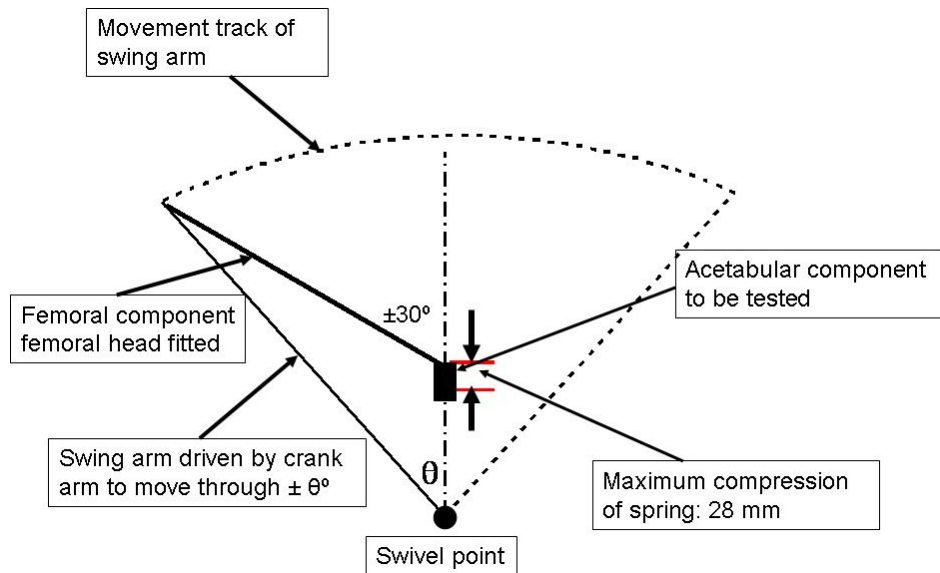 Movement track of
swing arm
Acetabular component
to be tested
±30º
Femoral component
femoral head fitted
Swing arm driven by crank
arm to move through ± θº
θ
Maximum compression
of spring: 28 mm
Swivel point